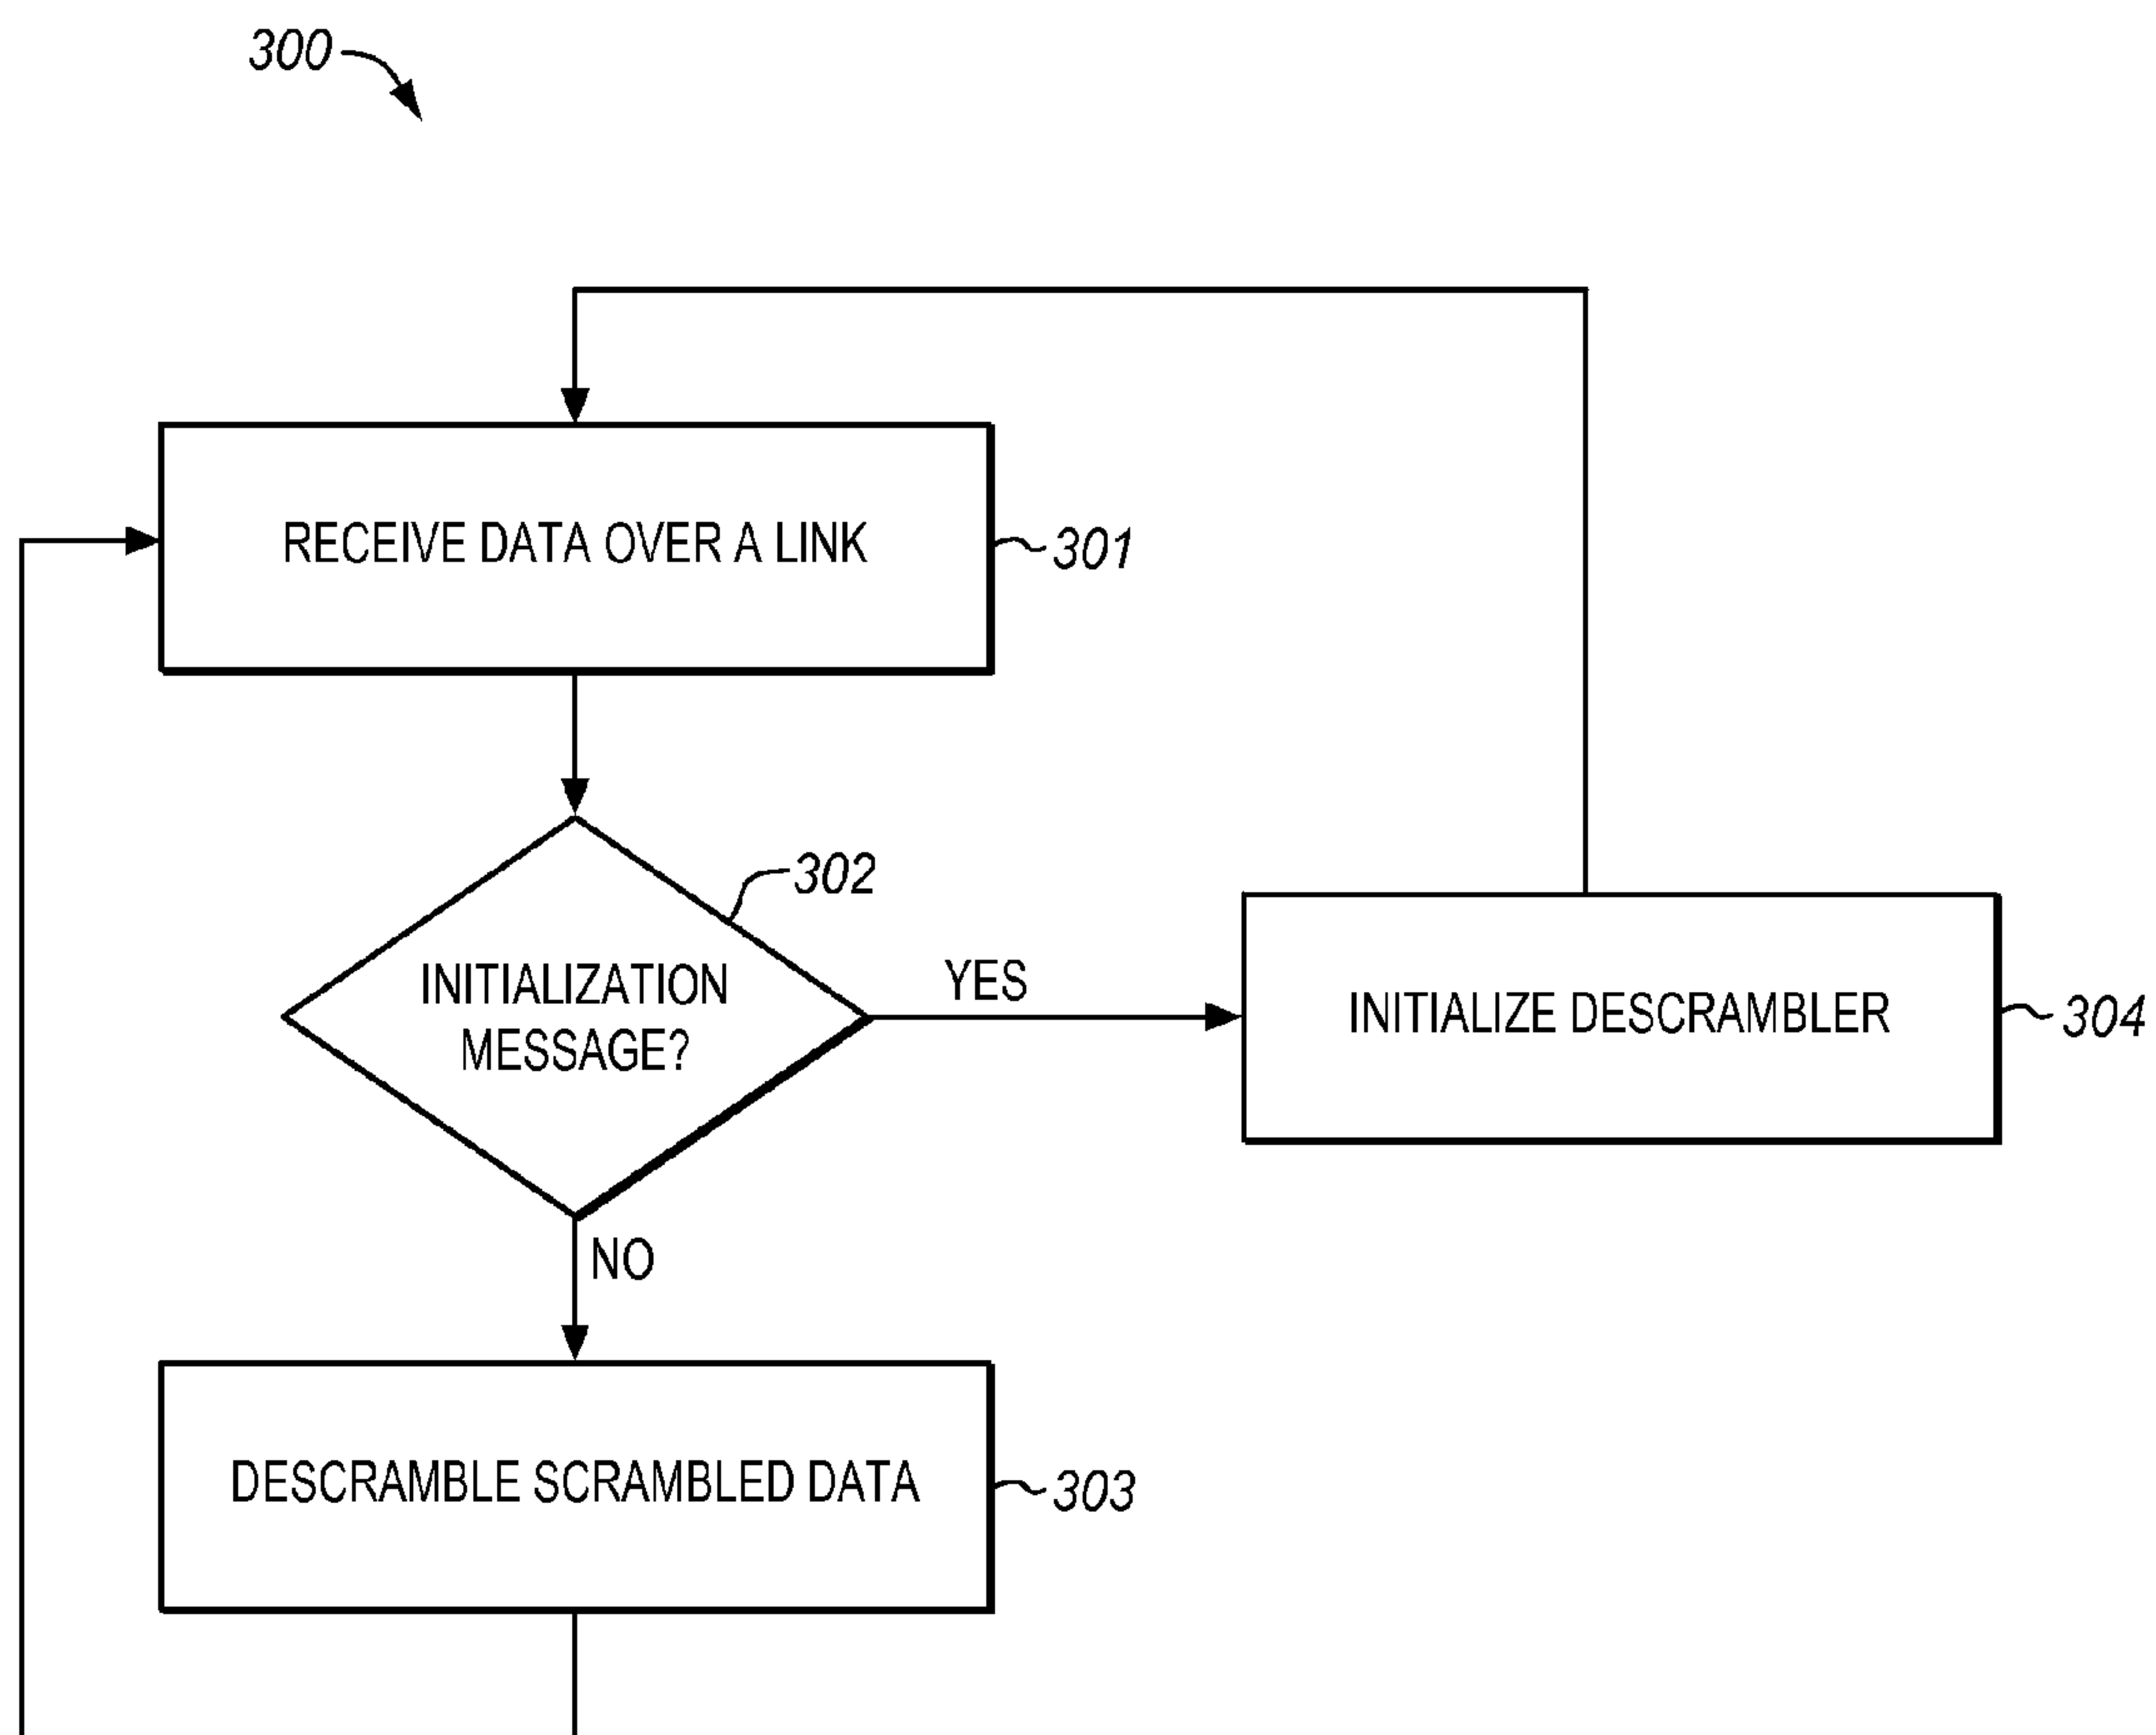 300
RECEIVE DATA OVER A LINK
301
302
INITIALIZATION
MESSAGE?
YES
INITIALIZE DESCRAMBLER
304
NO
DESCRAMBLE SCRAMBLED DATA
303